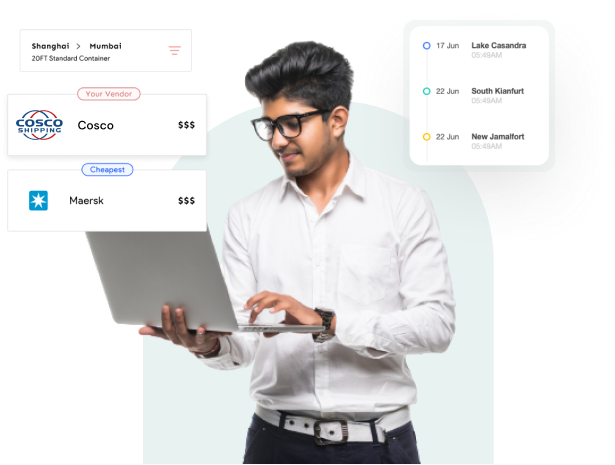 Shanghai > Mumbai
20FT Standard Container
Your Vendor
COSCO
SHIPPING
Cosco $$$
Cheapest
Maersk $$$
17 Jun Lake Casandra
05:49AM
22 Jun South Kianfurt
05:49AM
22 Jun New Jamalfort
05:49AM